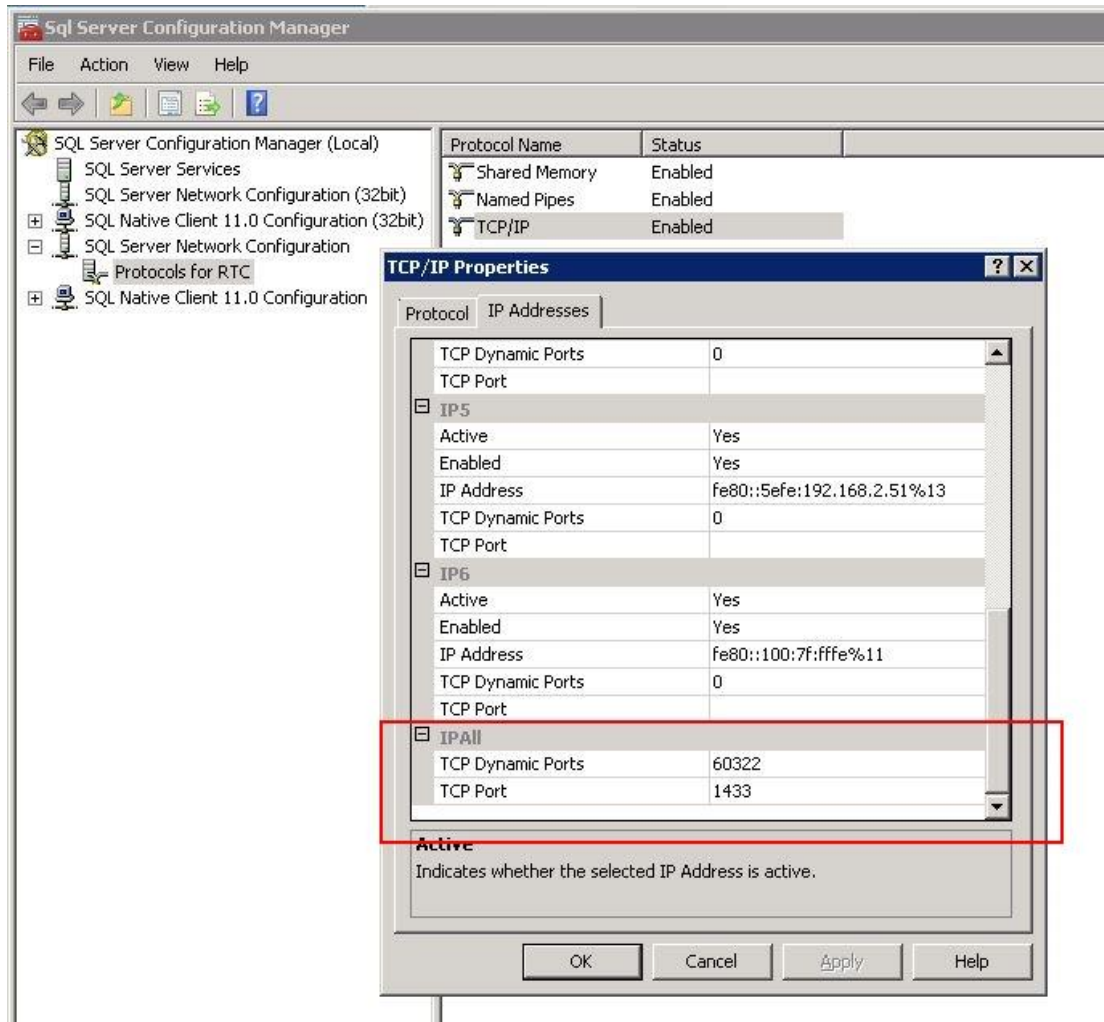 Sql Server Configuration Manager
File Action View Help
SQL Server Configuration Manager (Local)
SQL Server Services
SQL Server Network Configuration (32bit)
SQL Native Client 11.0 Configuration (32bit)
SQL Server Network Configuration
Protocols for RTC
SQL Native Client 11.0 Configuration
Protocol Name Status
Shared Memory Enabled
Named Pipes Enabled
TCP/IP Enabled
TCP/IP Properties
Protocol IP Addresses
TCP Dynamic Ports 0
TCP Port
IP5
Active Yes
Enabled Yes
IP Address fe80::5efe:192.168.2.51%13
TCP Dynamic Ports 0
TCP Port
IP6
Active Yes
Enabled Yes
IP Address fe80::100:7f:fffe%11
TCP Dynamic Ports 0
TCP Port
IPAll
TCP Dynamic Ports 60322
TCP Port 1433
Active
Indicates whether the selected IP Address is active.
OK Cancel Apply Help